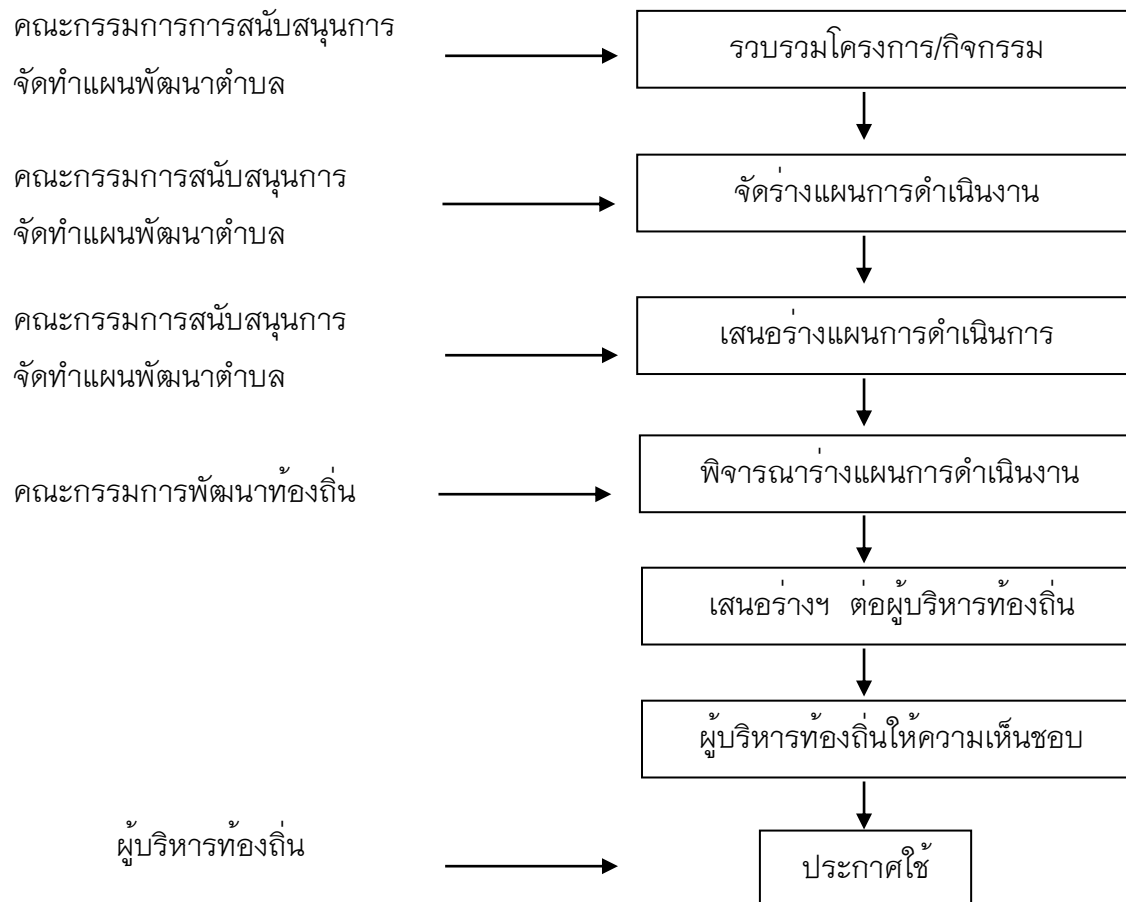 คณะกรรมการการสนับสนุนการ
จัดทำแผนพัฒนาตำบล
รวบรวมโครงการ/กิจกรรม
คณะกรรมการสนับสนุนการ
จัดทำแผนพัฒนาตำบล
จัดร่างแผนการดำเนินงาน
คณะกรรมการสนับสนุนการ
จัดทำแผนพัฒนาตำบล
เสนอร่างแผนการดำเนินการ
คณะกรรมการพัฒนาท้องถิ่น
พิจารณาร่างแผนการดำเนินงาน
เสนอร่างฯ ต่อผู้บริหารท้องถิ่น
ผู้บริหารท้องถิ่นให้ความเห็นชอบ
ผู้บริหารท้องถิ่น
ประกาศใช้